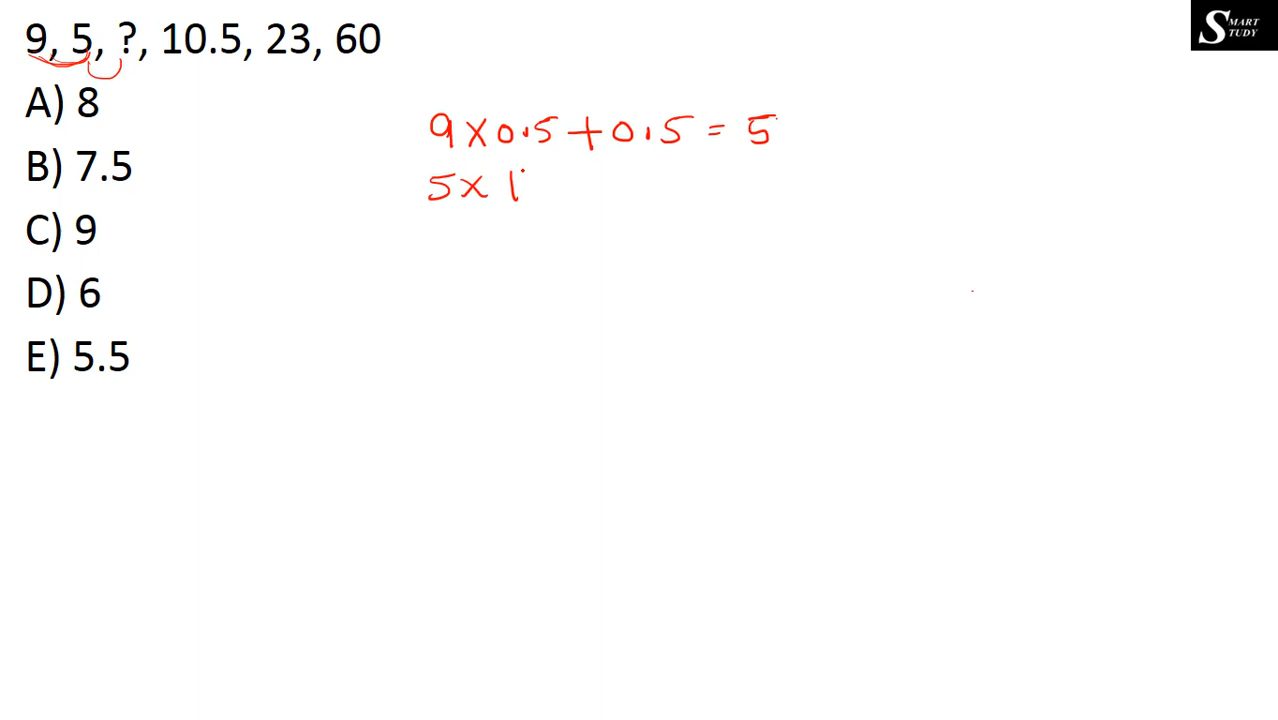 9, 5, ?, 10.5, 23, 60
SMART STUDY
A) 8
9 x 0.5 + 0.5 = 5
B) 7.5
5 x 1
C) 9
D) 6
E) 5.5